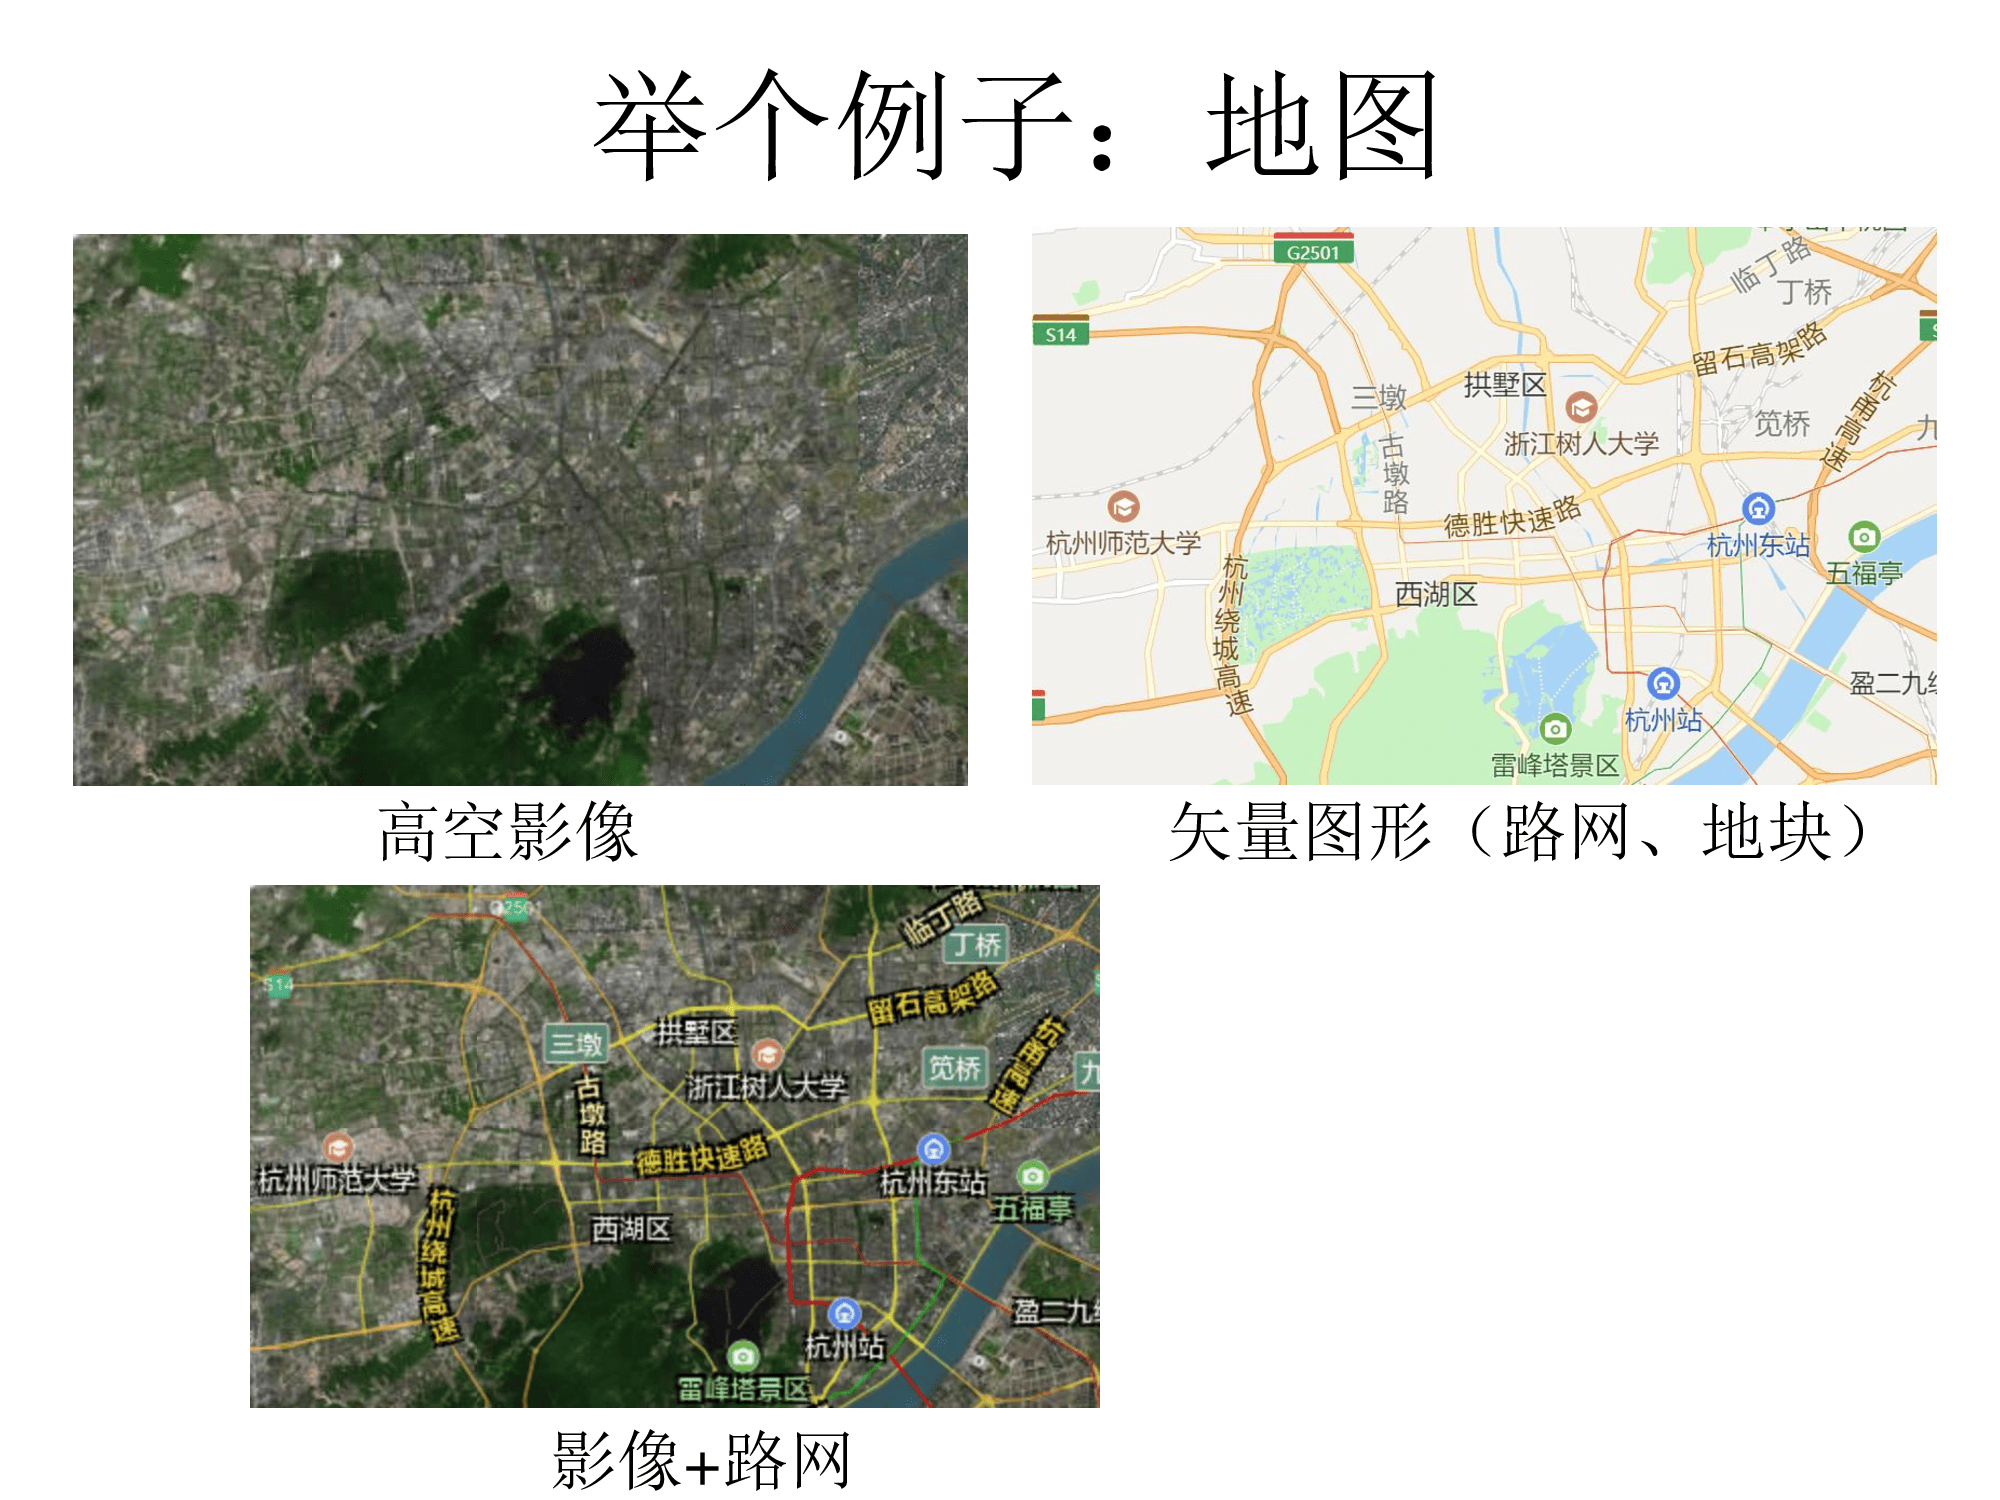 举个例子：地图
G2501
临丁路
丁桥
S14
留石高架路
拱墅区
三墩
杭甬高速
浙江树人大学
笕桥
九
古墩路
杭州师范大学
德胜快速路
杭州东站
五福亭
杭州绕城高速
西湖区
盈二九
杭州站
雷峰塔景区
高空影像
矢量图形（路网、地块）
G2501
临丁路
丁桥
S14
留石高架路
三墩
拱墅区
杭甬高速
浙江树人大学
笕桥
九
古墩路
杭州师范大学
德胜快速路
杭州东站
五福亭
杭州绕城高速
西湖区
盈二九
杭州站
雷峰塔景区
影像+路网